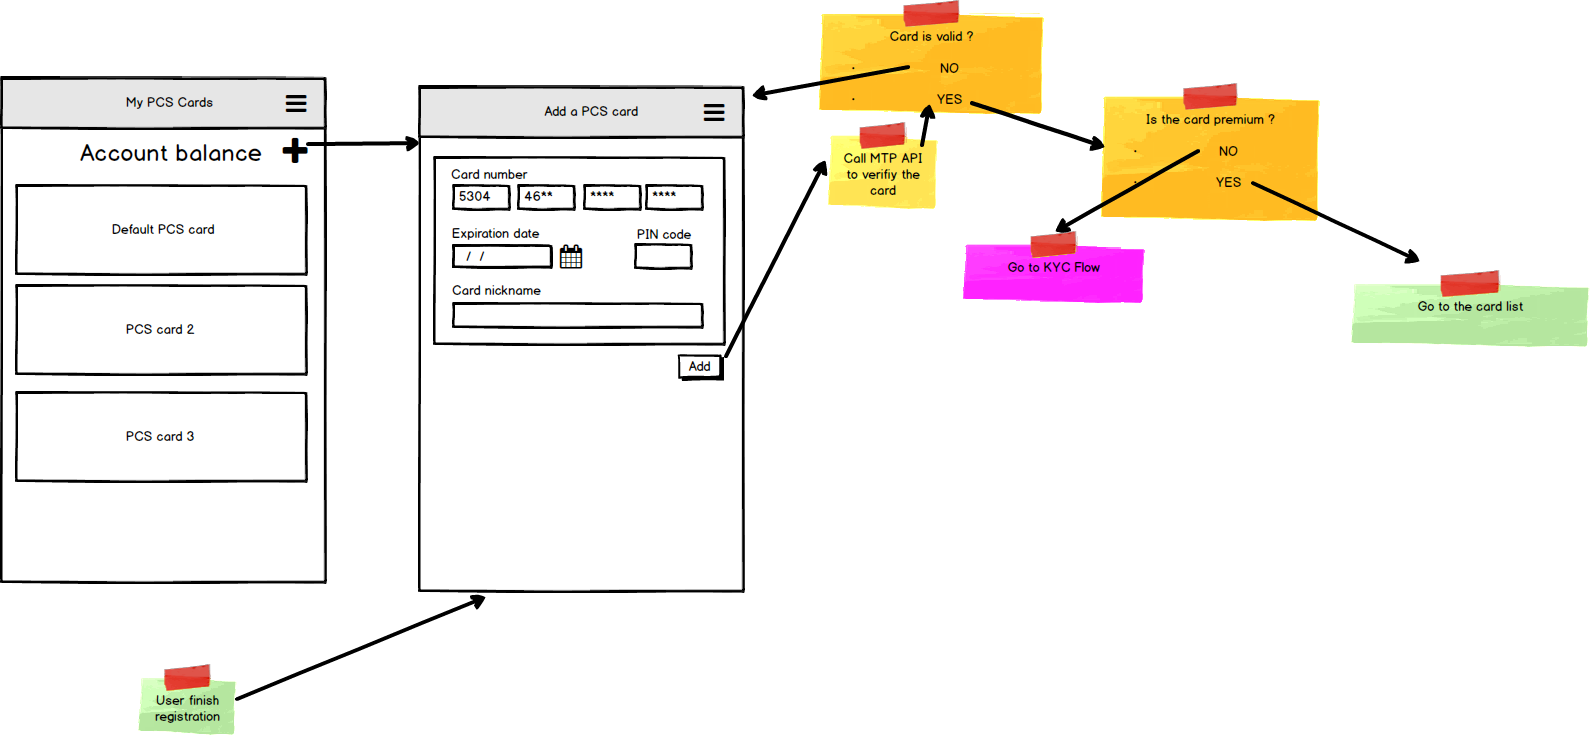 My PCS Cards
Account balance
Default PCS card
PCS card 2
PCS card 3
Add a PCS card
Card number
5304 46** **** ****
Expiration date PIN code
/ /
Card nickname
Add
Card is valid ?
. NO
. YES
Call MTP API
to verifiy the
card
Is the card premium ?
. NO
. YES
Go to KYC Flow
Go to the card list
User finish
registration